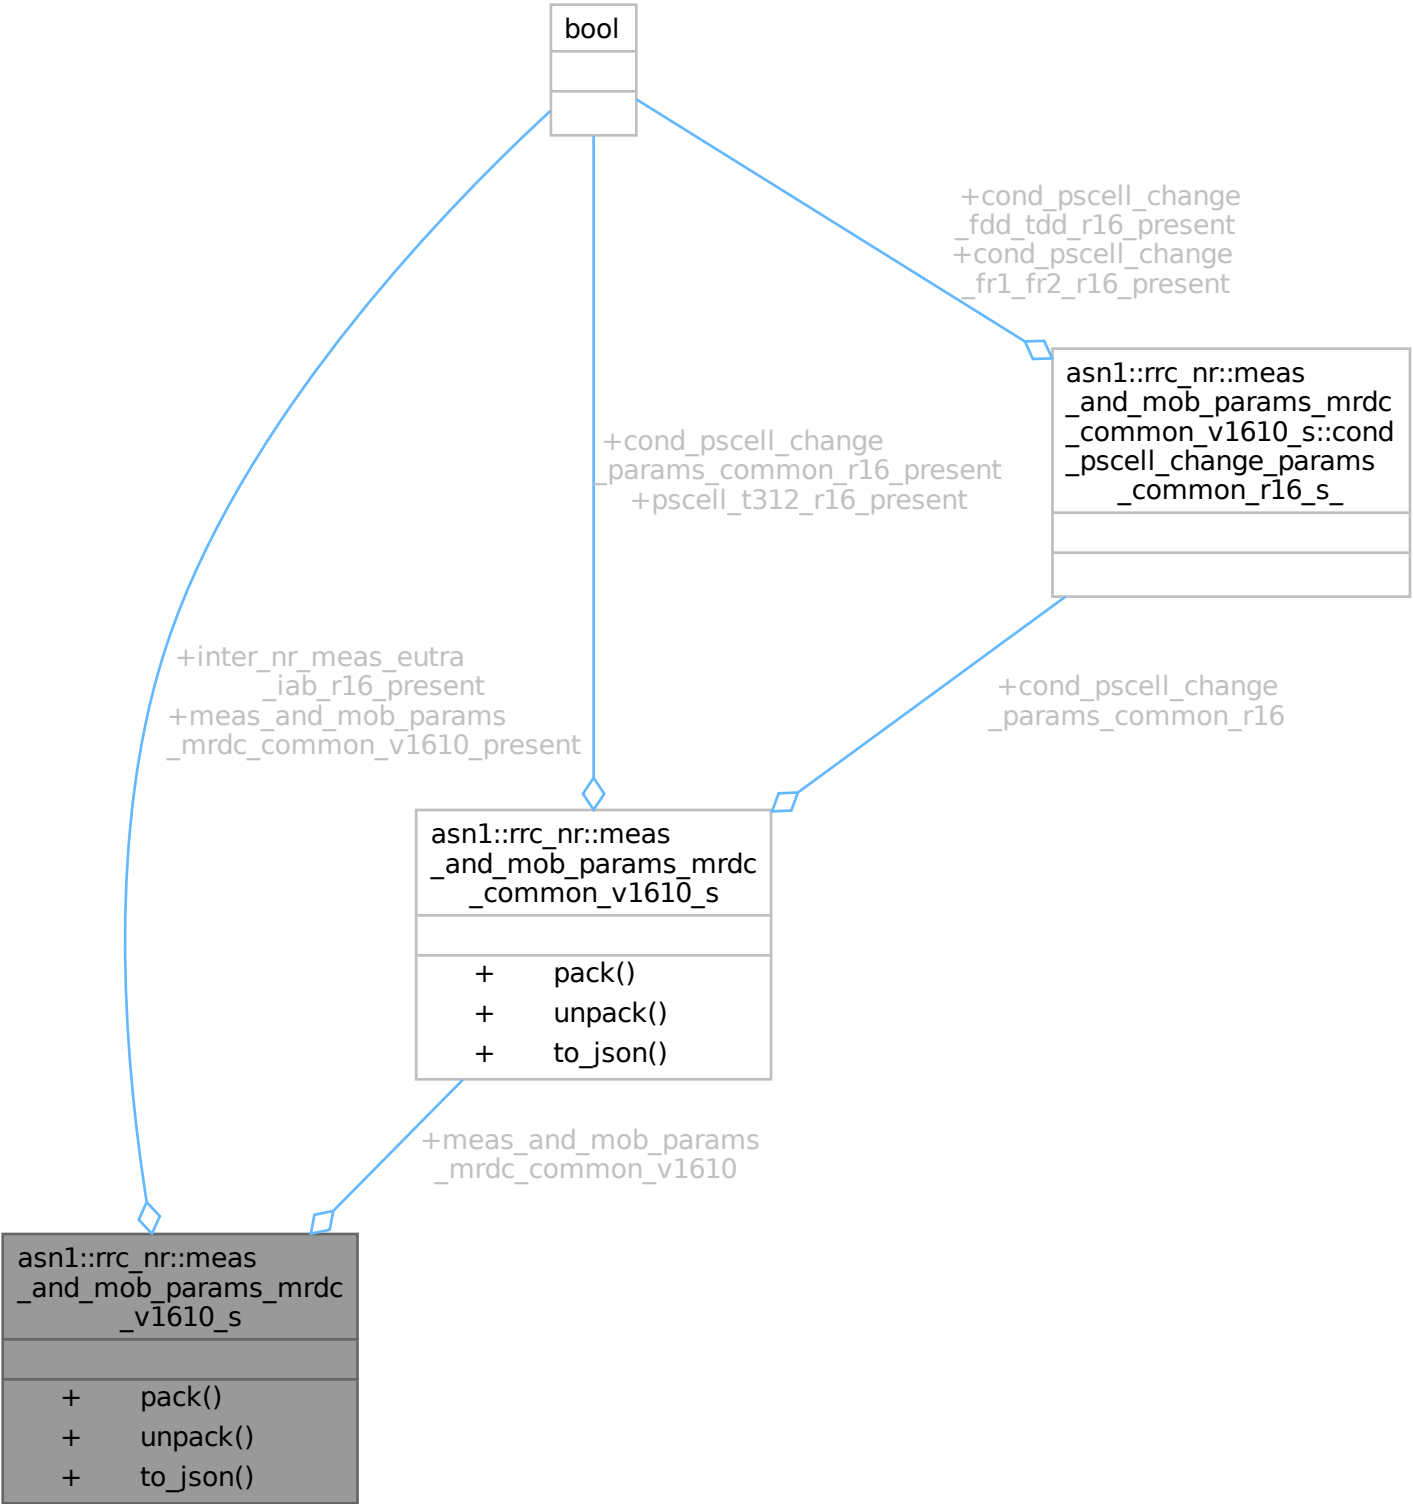 bool
+cond_pscell_change
_fdd_tdd_r16_present
+cond_pscell_change
_fr1_fr2_r16_present
asn1::rrc_nr::meas
_and_mob_params_mrdc
_common_v1610_s::cond
_pscell_change_params
_common_r16_s_
+cond_pscell_change
_params_common_r16_present
+pscell_t312_r16_present
+inter_nr_meas_eutra
_iab_r16_present
+meas_and_mob_params
_mrdc_common_v1610_present
+cond_pscell_change
_params_common_r16
asn1::rrc_nr::meas
_and_mob_params_mrdc
_common_v1610_s
+ pack()
+ unpack()
+ to_json()
+meas_and_mob_params
_mrdc_common_v1610
asn1::rrc_nr::meas
_and_mob_params_mrdc
_v1610_s
+ pack()
+ unpack()
+ to_json()